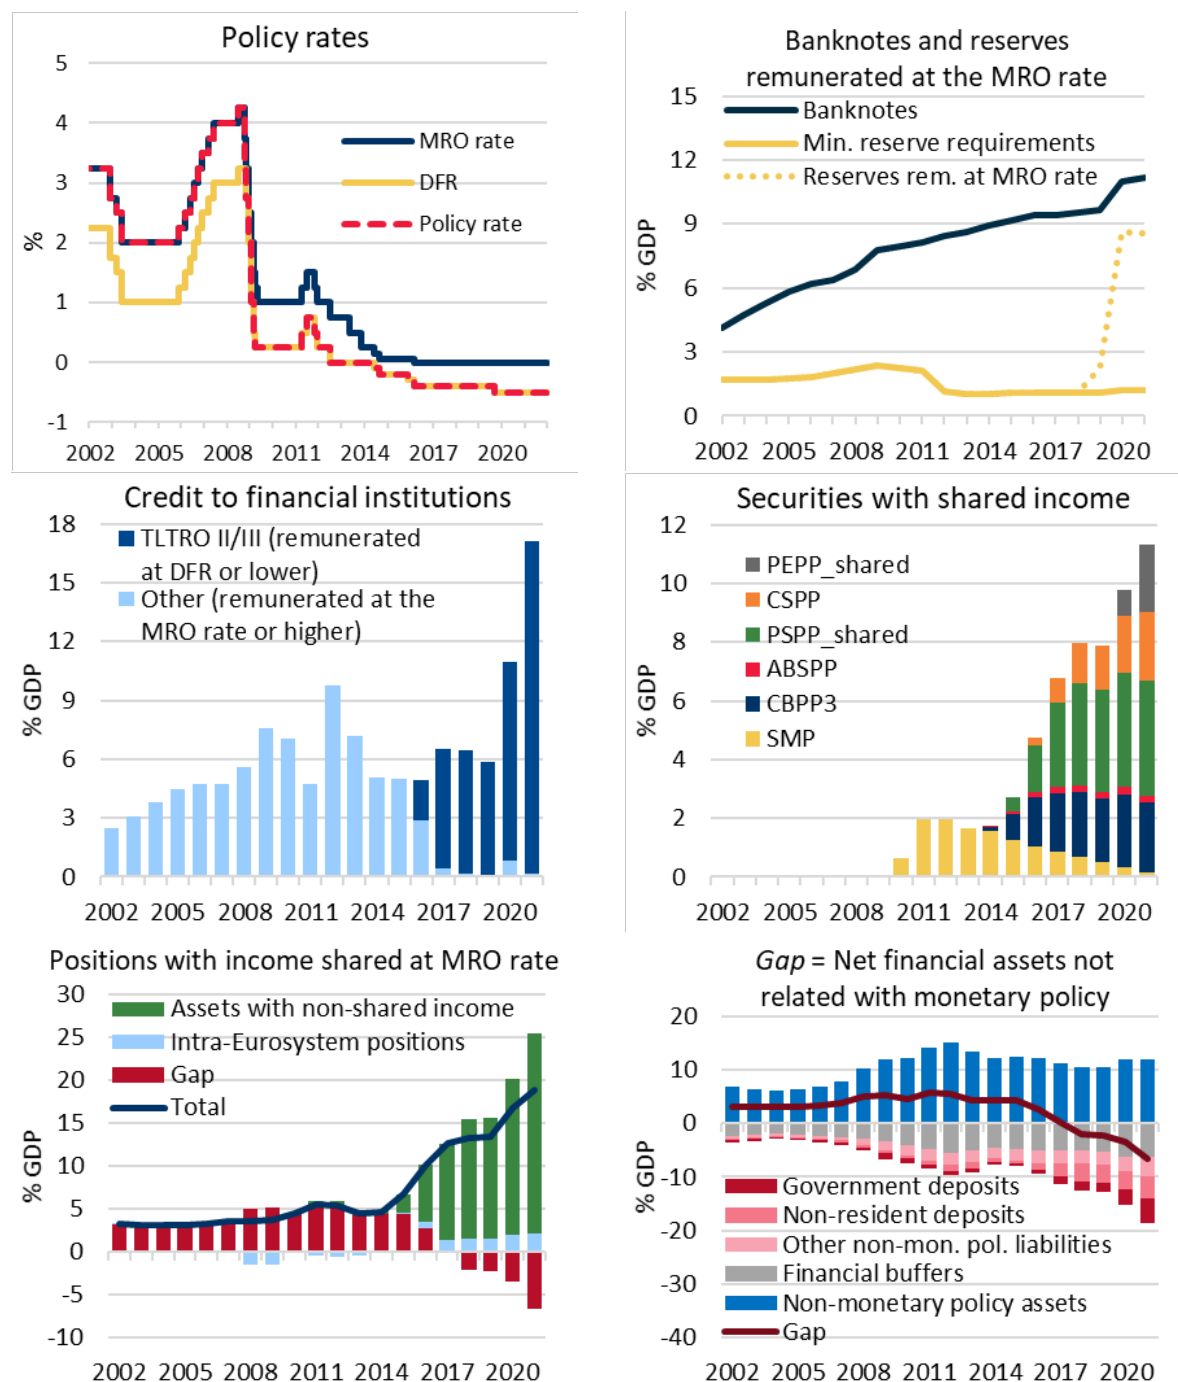 Policy rates
5
4
3
2
1
0
-1
%
MRO rate
DFR
Policy rate
2002 2005 2008 2011 2014 2017 2020
Banknotes and reserves
remunerated at the MRO rate
15
12
9
6
3
0
% GDP
Banknotes
Min. reserve requirements
Reserves rem. at MRO rate
2002 2005 2008 2011 2014 2017 2020
Credit to financial institutions
18
15
12
9
6
3
0
% GDP
TLTRO II/III (remunerated
at DFR or lower)
Other (remunerated at the
MRO rate or higher)
2002 2005 2008 2011 2014 2017 2020
Securities with shared income
12
10
8
6
4
2
0
% GDP
PEPP_shared
CSPP
PSPP_shared
ABSPP
CBPP3
SMP
2002 2005 2008 2011 2014 2017 2020
Positions with income shared at MRO rate
30
25
20
15
10
5
0
-5
-10
% GDP
Assets with non-shared income
Intra-Eurosystem positions
Gap
Total
2002 2005 2008 2011 2014 2017 2020
Gap = Net financial assets not
related with monetary policy
20
10
0
-10
-20
-30
-40
% GDP
Government deposits
Non-resident deposits
Other non-mon. pol. liabilities
Financial buffers
Non-monetary policy assets
Gap
2002 2005 2008 2011 2014 2017 2020